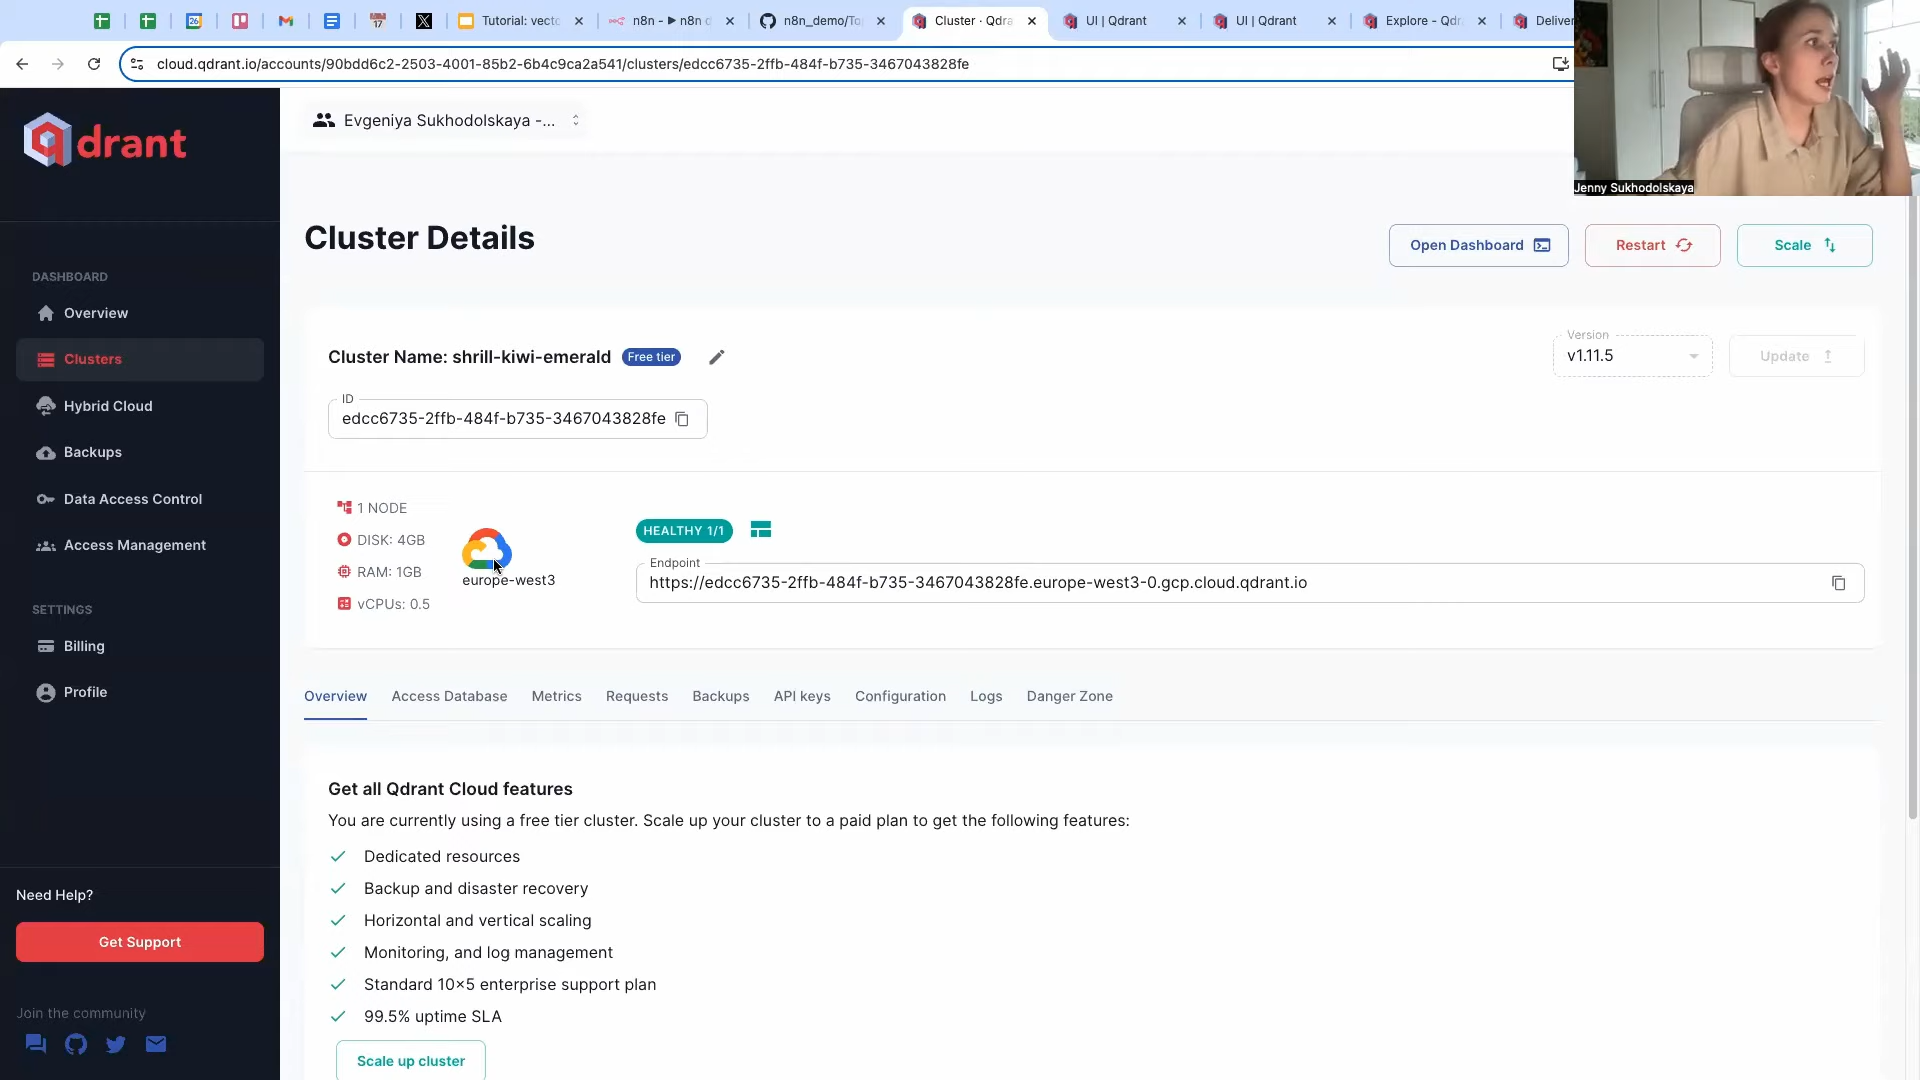 Tutorial: vecto
n8n - ▶ n8n d
n8n_demo/To
Cluster · Qdra
UI | Qdrant
UI | Qdrant
Explore - Qdr
Deliver
cloud.qdrant.io/accounts/90bdd6c2-2503-4001-85b2-6b4c9ca2a541/clusters/edcc6735-2ffb-484f-b735-3467043828fe
Jenny Sukhodolskaya
qdrant
DASHBOARD
Overview
Clusters
Hybrid Cloud
Backups
Data Access Control
Access Management
SETTINGS
Billing
Profile
Need Help?
Get Support
Join the community
Evgeniya Sukhodolskaya -...
Cluster Details
Open Dashboard
Restart
Scale
Cluster Name: shrill-kiwi-emerald
Free tier
Version
v1.11.5
Update
ID
edcc6735-2ffb-484f-b735-3467043828fe
1 NODE
DISK: 4GB
RAM: 1GB
vCPUs: 0.5
europe-west3
HEALTHY 1/1
Endpoint
https://edcc6735-2ffb-484f-b735-3467043828fe.europe-west3-0.gcp.cloud.qdrant.io
Overview
Access Database
Metrics
Requests
Backups
API keys
Configuration
Logs
Danger Zone
Get all Qdrant Cloud features
You are currently using a free tier cluster. Scale up your cluster to a paid plan to get the following features:
Dedicated resources
Backup and disaster recovery
Horizontal and vertical scaling
Monitoring, and log management
Standard 10×5 enterprise support plan
99.5% uptime SLA
Scale up cluster